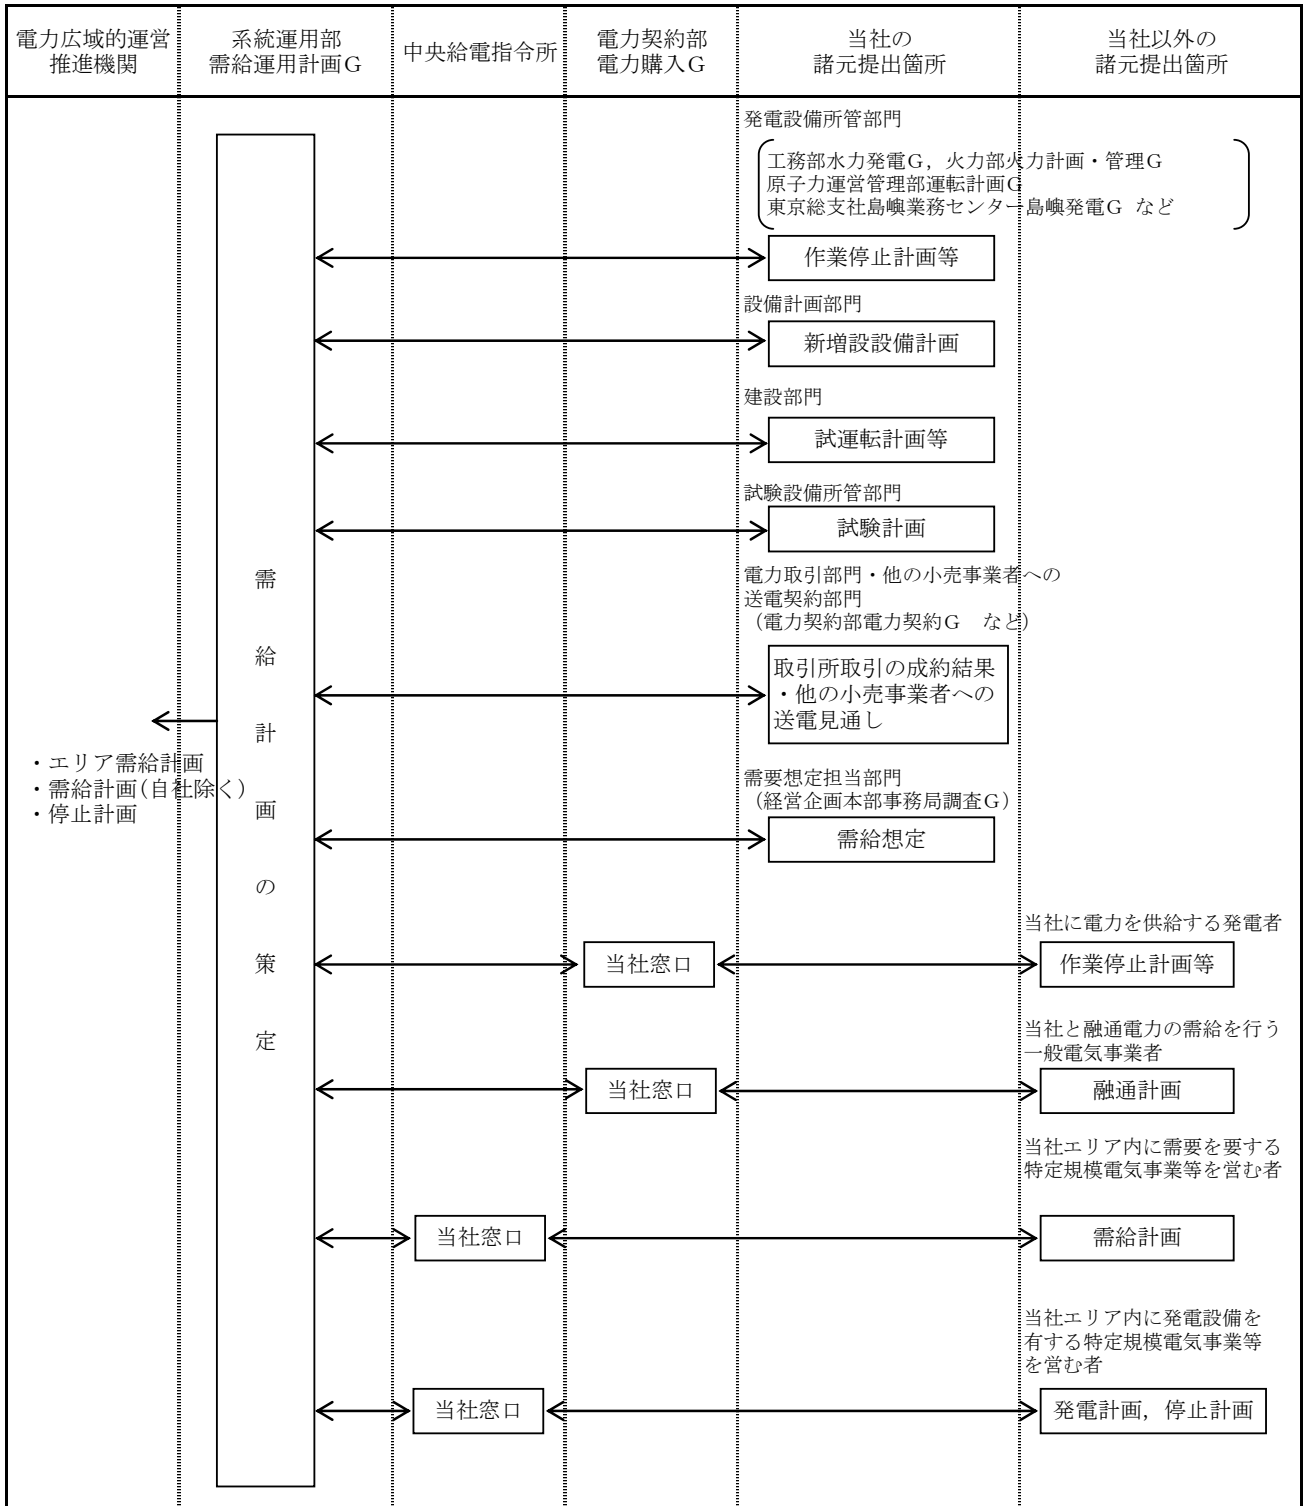 電力広域的運営
推進機関
系統運用部
需給運用計画G
中央給電指令所
電力契約部
電力購入G
当社の
諸元提出箇所
当社以外の
諸元提出箇所
発電設備所管部門
工務部水力発電G，火力部火力計画・管理G
原子力運営管理部運転計画G
東京総支社島嶼業務センター島嶼発電G など
作業停止計画等
設備計画部門
新増設設備計画
建設部門
試運転計画等
試験設備所管部門
試験計画
電力取引部門・他の小売事業者への
送電契約部門
（電力契約部電力契約G　など）
取引所取引の成約結果
・他の小売事業者への
送電見通し
需給計画の策定
・エリア需給計画
・需給計画(自社除く)
・停止計画
需要想定担当部門
（経営企画本部事務局調査G）
需給想定
当社に電力を供給する発電者
当社窓口
作業停止計画等
当社と融通電力の需給を行う
一般電気事業者
当社窓口
融通計画
当社エリア内に需要を要する
特定規模電気事業等を営む者
当社窓口
需給計画
当社エリア内に発電設備を
有する特定規模電気事業等
を営む者
当社窓口
発電計画，停止計画